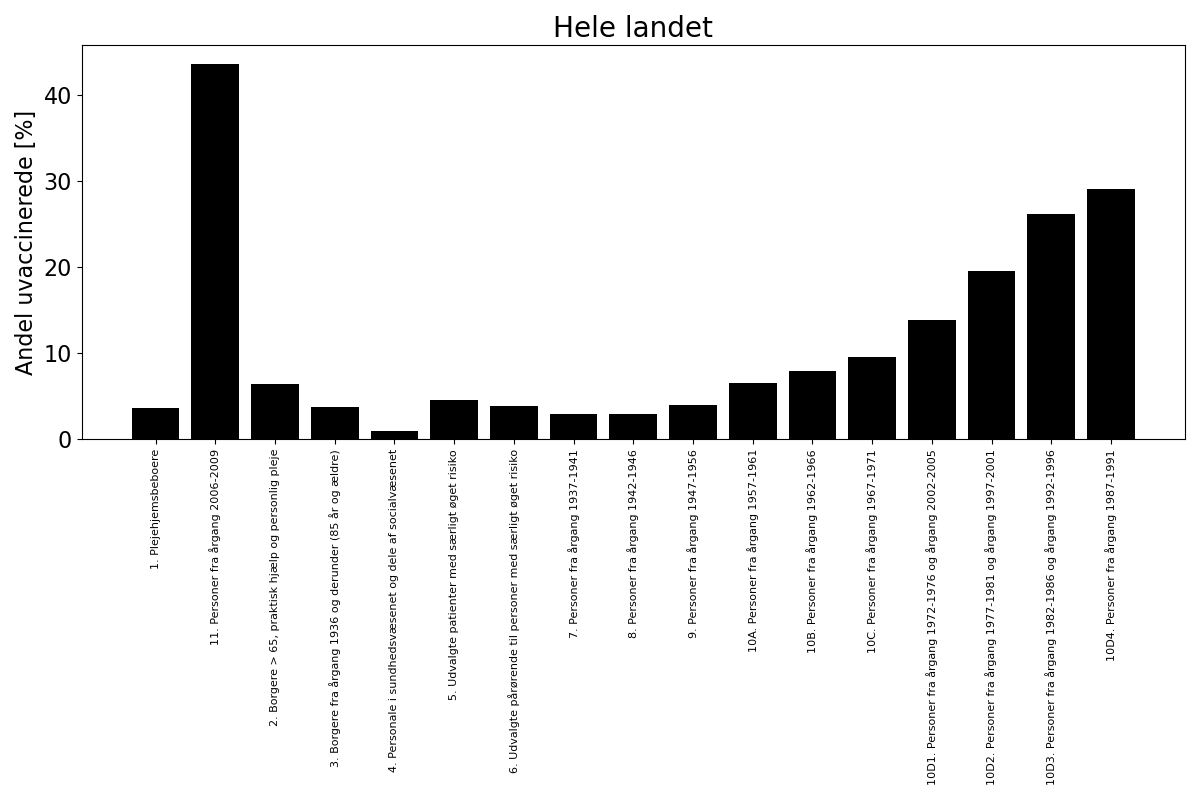 Hele landet
Andel uvaccinerede [%]
40
30
20
10
0
1. Plejehjemsbeboere
11. Personer fra årgang 2006-2009
2. Borgere > 65, praktisk hjælp og personlig pleje
3. Borgere fra årgang 1936 og derunder (85 år og ældre)
4. Personale i sundhedsvæsenet og dele af socialvæsenet
5. Udvalgte patienter med særligt øget risiko
6. Udvalgte pårørende til personer med særligt øget risiko
7. Personer fra årgang 1937-1941
8. Personer fra årgang 1942-1946
9. Personer fra årgang 1947-1956
10A. Personer fra årgang 1957-1961
10B. Personer fra årgang 1962-1966
10C. Personer fra årgang 1967-1971
10D1. Personer fra årgang 1972-1976 og årgang 2002-2005
10D2. Personer fra årgang 1977-1981 og årgang 1997-2001
10D3. Personer fra årgang 1982-1986 og årgang 1992-1996
10D4. Personer fra årgang 1987-1991